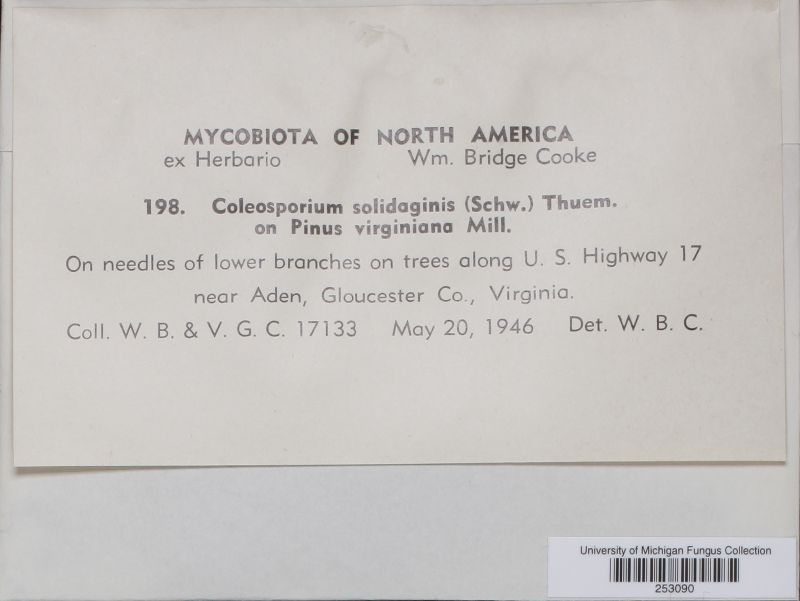 MYCOBIOTA OF NORTH AMERICA
ex Herbario Wm. Bridge Cooke
198. Coleosporium solidaginis (Schw.) Thuem.
on Pinus virginiana Mill.
On needles of lower branches on trees along U. S. Highway 17
near Aden, Gloucester Co., Virginia.
Coll. W. B. & V. G. C. 17133 May 20, 1946 Det. W. B. C.
University of Michigan Fungus Collection
253090